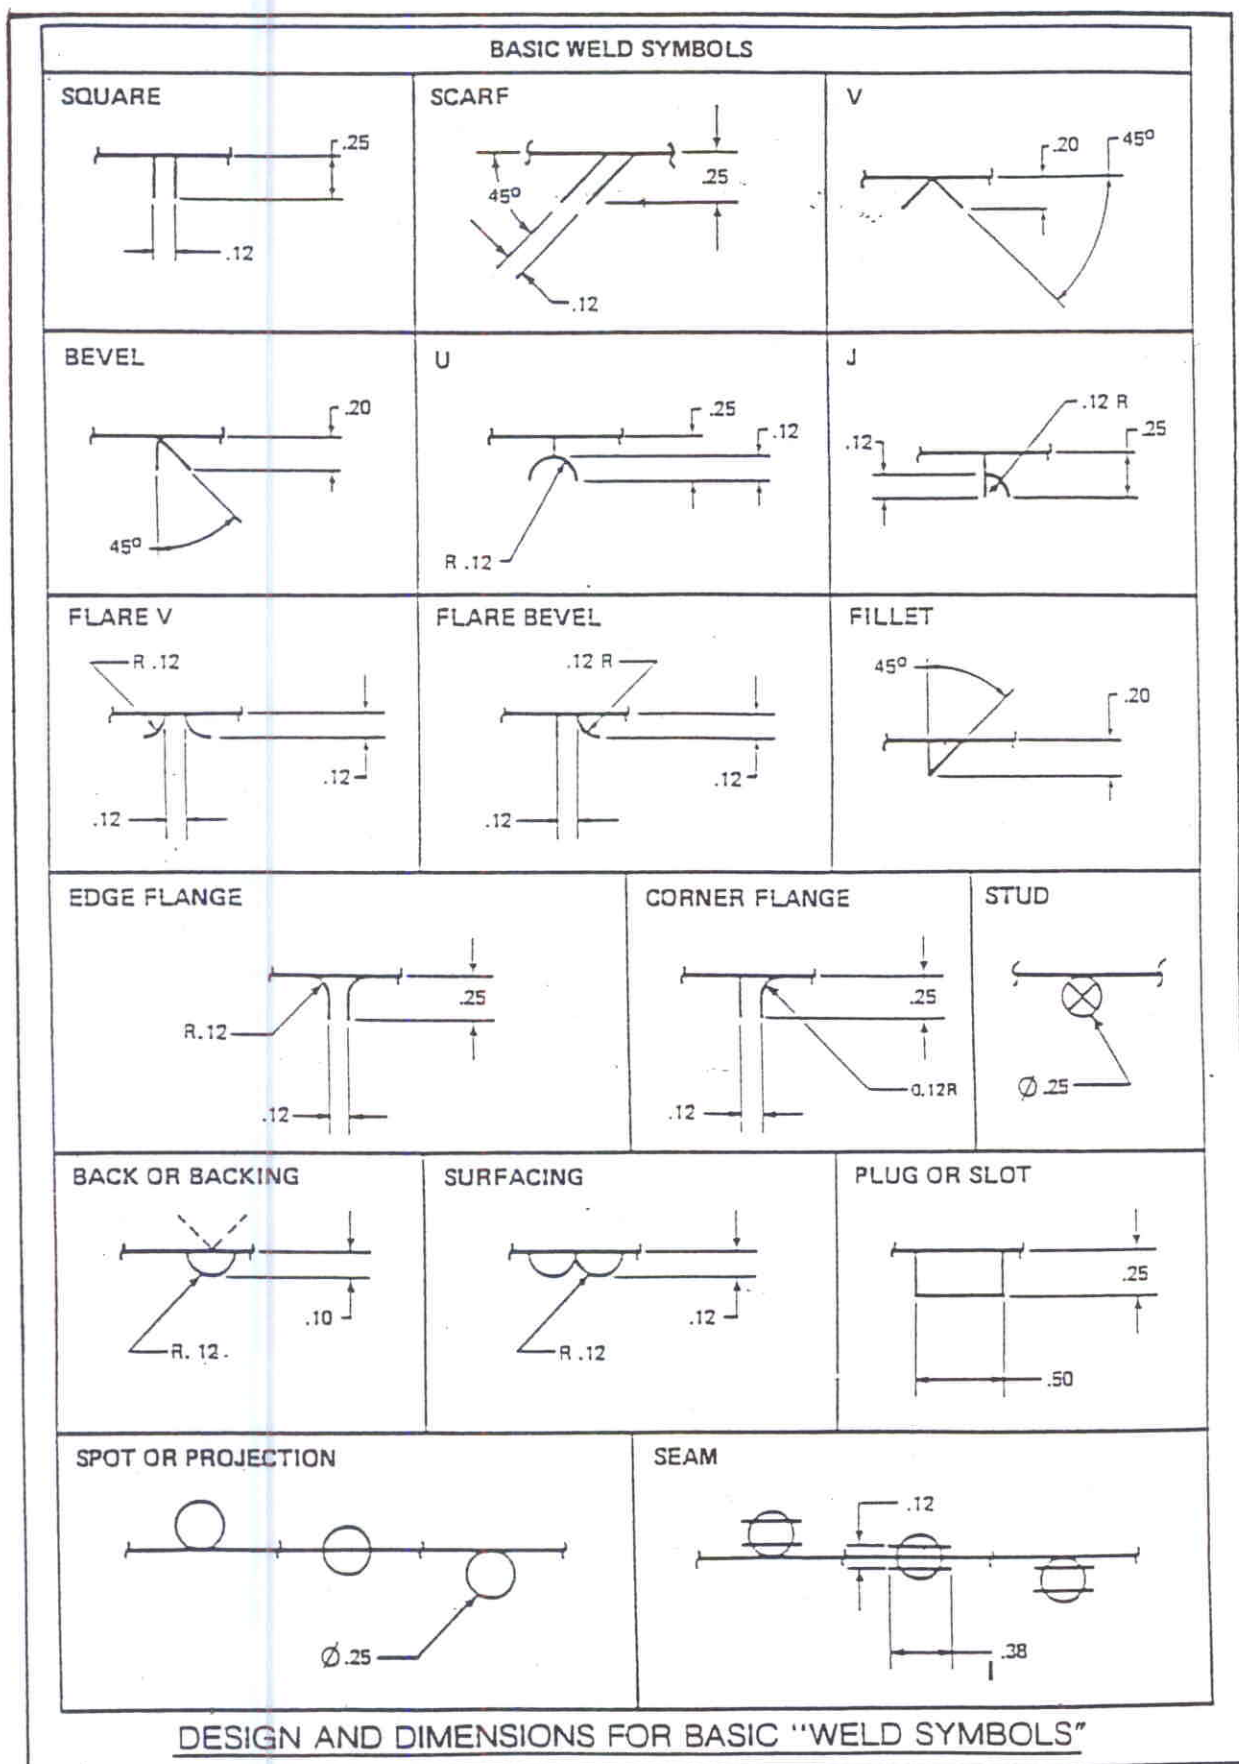 BASIC WELD SYMBOLS
SQUARE
.25
.12
SCARF
45°
.25
.12
V
.20
45°
BEVEL
.20
45°
U
.25
.12
R .12
J
.12 R
.12
.25
FLARE V
R .12
.12
.12
FLARE BEVEL
.12 R
.12
.12
FILLET
45°
.20
EDGE FLANGE
.25
R.12
.12
CORNER FLANGE
.25
0.12R
.12
STUD
Ø .25
BACK OR BACKING
.10
R. 12.
SURFACING
.12
R .12
PLUG OR SLOT
.25
.50
SPOT OR PROJECTION
Ø .25
SEAM
.12
.38
DESIGN AND DIMENSIONS FOR BASIC "WELD SYMBOLS"